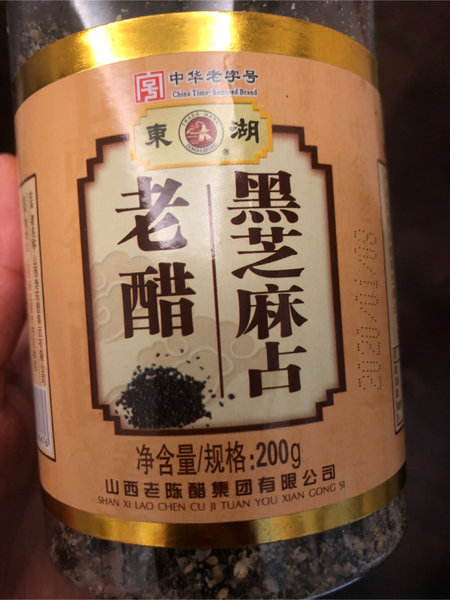 中华老字号
China Time-honored Brand
東 湖
老醋
黑芝麻占
净含量/规格:200g
山西老陈醋集团有限公司
SHAN XI LAO CHEN CU JI TUAN YOU XIAN GONG SI